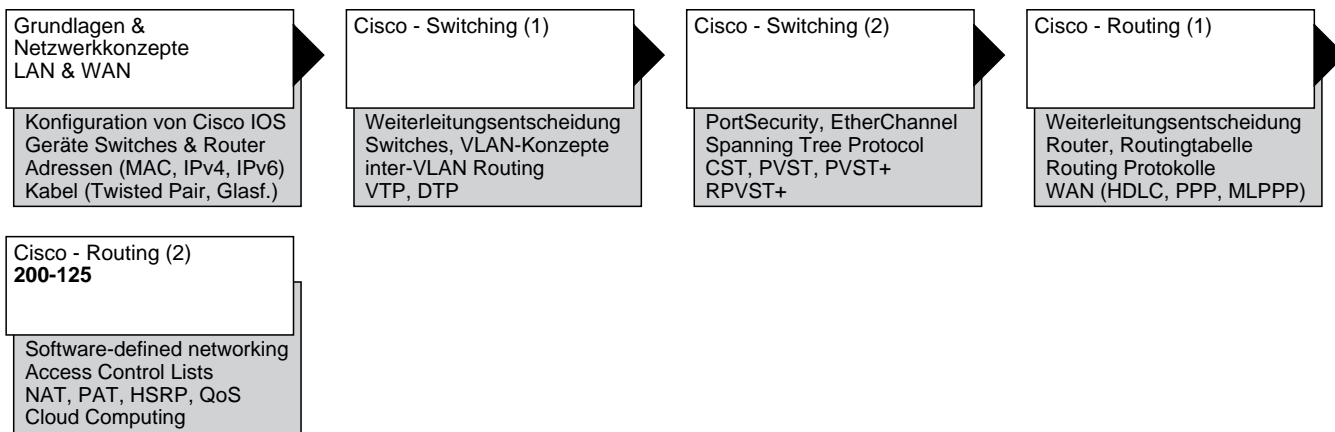 Grundlagen &
Netzwerkkonzepte
LAN & WAN
Konfiguration von Cisco IOS
Geräte Switches & Router
Adressen (MAC, IPv4, IPv6)
Kabel (Twisted Pair, Glasf.)
Cisco - Switching (1)
Weiterleitungsentscheidung
Switches, VLAN-Konzepte
inter-VLAN Routing
VTP, DTP
Cisco - Switching (2)
PortSecurity, EtherChannel
Spanning Tree Protocol
CST, PVST, PVST+
RPVST+
Cisco - Routing (1)
Weiterleitungsentscheidung
Router, Routingtabelle
Routing Protokolle
WAN (HDLC, PPP, MLPPP)
Cisco - Routing (2)
200-125
Software-defined networking
Access Control Lists
NAT, PAT, HSRP, QoS
Cloud Computing